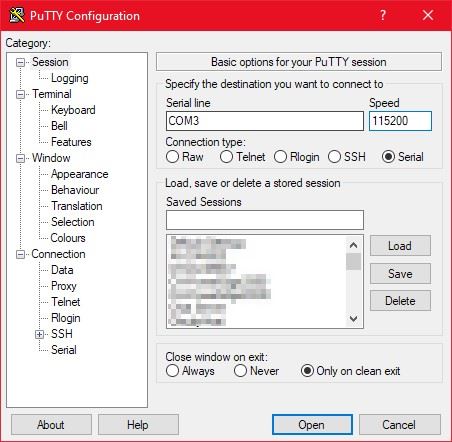 PuTTY Configuration
?
Category:
Session
Logging
Terminal
Keyboard
Bell
Features
Window
Appearance
Behaviour
Translation
Selection
Colours
Connection
Data
Proxy
Telnet
Rlogin
SSH
Serial
Basic options for your PuTTY session
Specify the destination you want to connect to
Serial line Speed
COM3 115200
Connection type:
Raw Telnet Rlogin SSH Serial
Load, save or delete a stored session
Saved Sessions
Load
Save
Delete
Close window on exit:
Always Never Only on clean exit
About Help Open Cancel